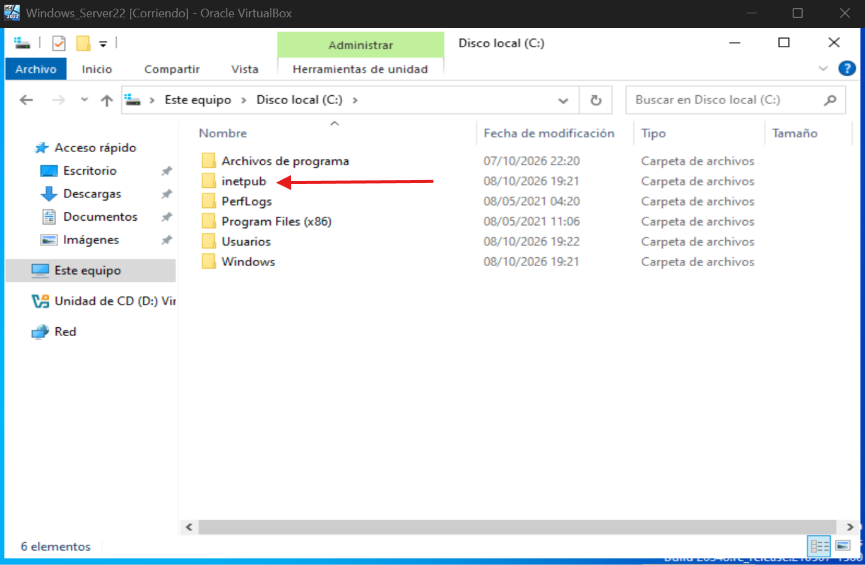 Windows_Server22 [Corriendo] - Oracle VirtualBox
Administrar
Disco local (C:)
Archivo Inicio Compartir Vista Herramientas de unidad
Este equipo Disco local (C:)
Buscar en Disco local (C:)
Nombre Fecha de modificación Tipo Tamaño
Acceso rápido
Escritorio
Descargas
Documentos
Imágenes
Este equipo
Unidad de CD (D:) Vir
Red
Archivos de programa 07/10/2026 22:20 Carpeta de archivos
inetpub 08/10/2026 19:21 Carpeta de archivos
PerfLogs 08/05/2021 04:20 Carpeta de archivos
Program Files (x86) 08/05/2021 11:06 Carpeta de archivos
Usuarios 08/10/2026 19:22 Carpeta de archivos
Windows 08/10/2026 19:21 Carpeta de archivos
6 elementos